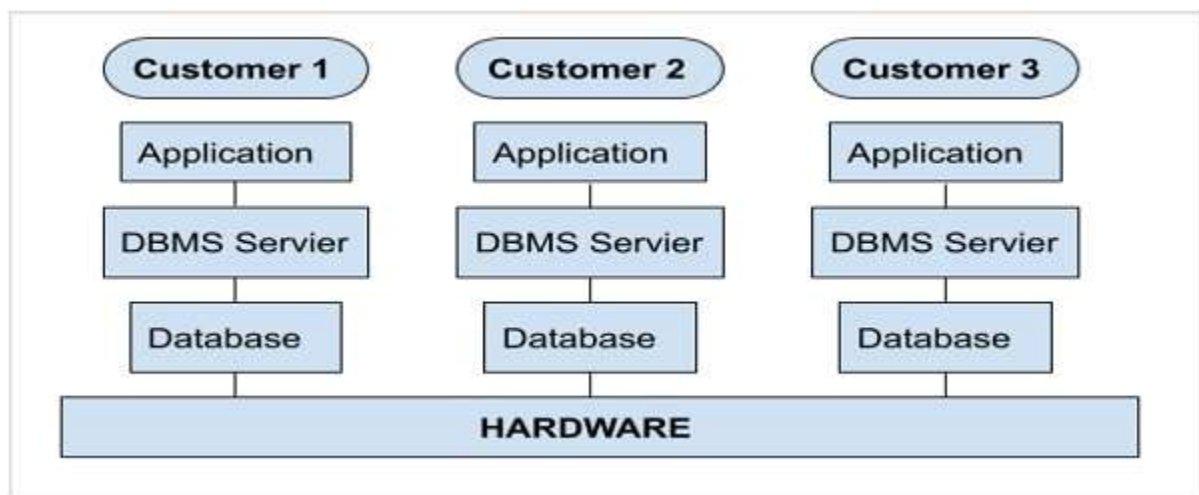 Customer 1 Customer 2 Customer 3
Application Application Application
DBMS Servier DBMS Servier DBMS Servier
Database Database Database
HARDWARE